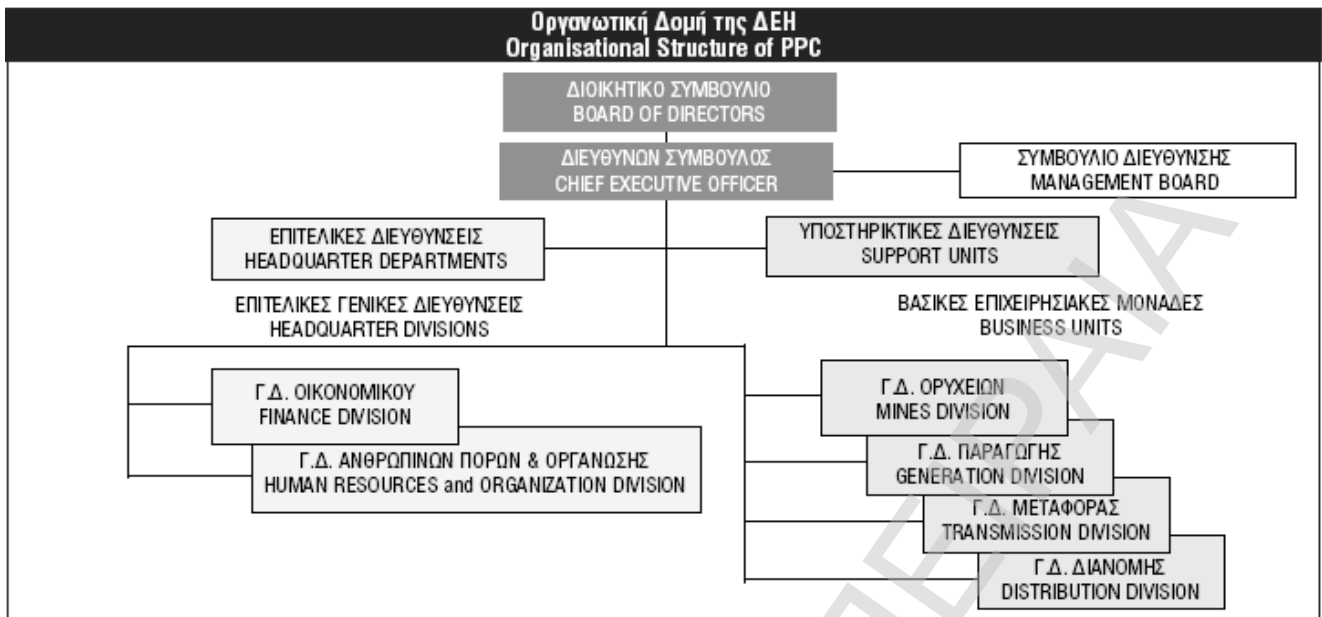 Οργανωτική Δομή της ΔΕΗ
Organisational Structure of PPC
ΔΙΟΙΚΗΤΙΚΟ ΣΥΜΒΟΥΛΙΟ
BOARD OF DIRECTORS
ΔΙΕΥΘΥΝΩΝ ΣΥΜΒΟΥΛΟΣ
CHIEF EXECUTIVE OFFICER
ΣΥΜΒΟΥΛΙΟ ΔΙΕΥΘΥΝΣΗΣ
MANAGEMENT BOARD
ΕΠΙΤΕΛΙΚΕΣ ΔΙΕΥΘΥΝΣΕΙΣ
HEADQUARTER DEPARTMENTS
ΥΠΟΣΤΗΡΙΚΤΙΚΕΣ ΔΙΕΥΘΥΝΣΕΙΣ
SUPPORT UNITS
ΕΠΙΤΕΛΙΚΕΣ ΓΕΝΙΚΕΣ ΔΙΕΥΘΥΝΣΕΙΣ
HEADQUARTER DIVISIONS
ΒΑΣΙΚΕΣ ΕΠΙΧΕΙΡΗΣΙΑΚΕΣ ΜΟΝΑΔΕΣ
BUSINESS UNITS
Γ.Δ. ΟΙΚΟΝΟΜΙΚΟΥ
FINANCE DIVISION
Γ.Δ. ΑΝΘΡΩΠΙΝΩΝ ΠΟΡΩΝ & ΟΡΓΑΝΩΣΗΣ
HUMAN RESOURCES and ORGANIZATION DIVISION
Γ.Δ. ΟΡΥΧΕΙΩΝ
MINES DIVISION
Γ.Δ. ΠΑΡΑΓΩΓΗΣ
GENERATION DIVISION
Γ.Δ. ΜΕΤΑΦΟΡΑΣ
TRANSMISSION DIVISION
Γ.Δ. ΔΙΑΝΟΜΗΣ
DISTRIBUTION DIVISION